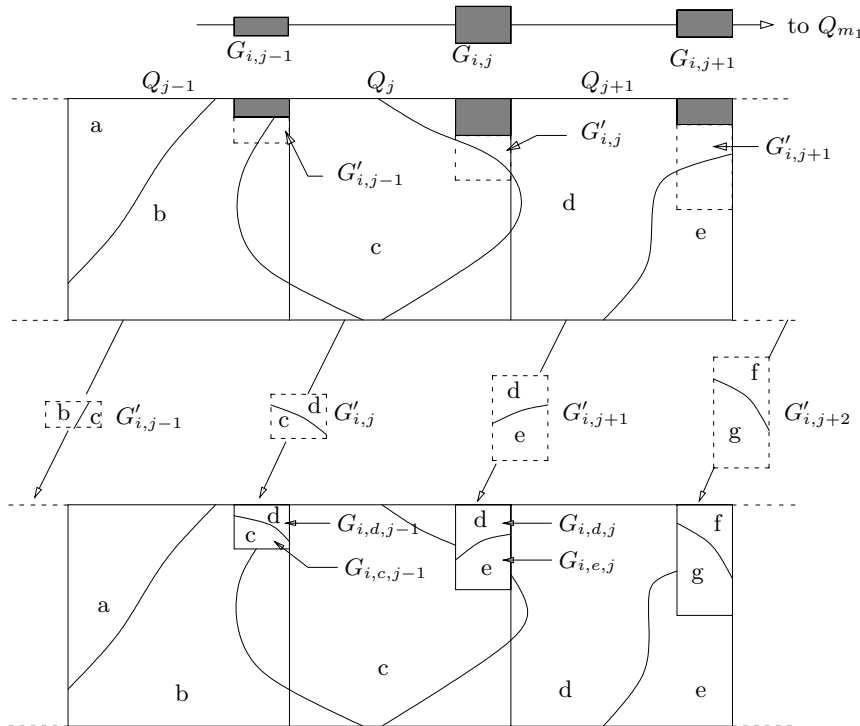 to Q_{m_1}
G_{i,j-1} G_{i,j} G_{i,j+1}
Q_{j-1} Q_j Q_{j+1}
a
G'_{i,j} G'_{i,j+1}
G'_{i,j-1}
b d
c e
f
d
b c G'_{i,j-1} c d G'_{i,j} e G'_{i,j+1} g G'_{i,j+2}
d G_{i,d,j-1} d G_{i,d,j} f
c G_{i,c,j-1} e G_{i,e,j} g
a
c
b d e